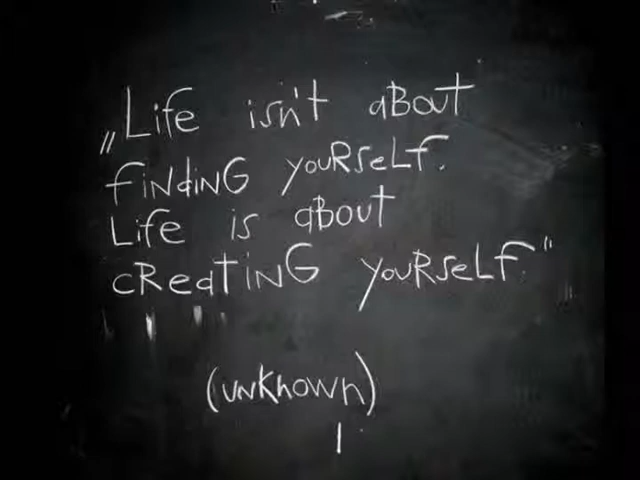 „Life isn't aBouT
finding youRself.
Life is about
cReatiNG youRself."
(unknown)